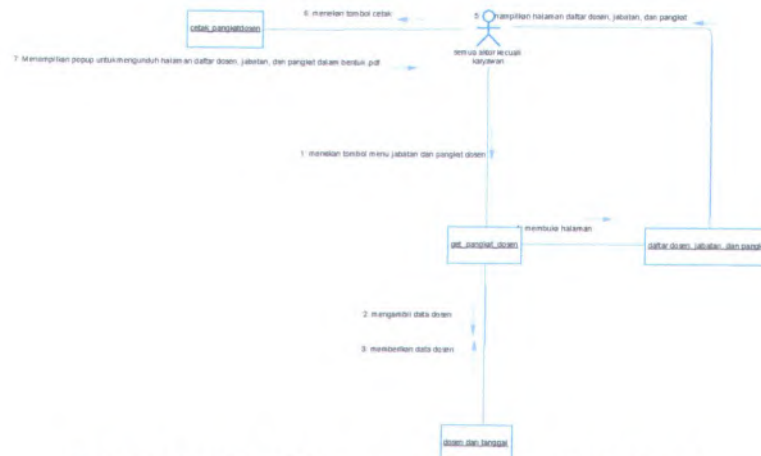 6: menekan tombol cetak
5: menampilkan halaman daftar dosen, jabatan, dan pangkat
cetak_pangkatdosen
semua aktor kecuali
karyawan
7: Menampilkan popup untuk mengunduh halaman daftar dosen, jabatan, dan pangkat dalam bentuk .pdf
1: menekan tombol menu jabatan dan pangkat dosen
4: membuka halaman
get_pangkat_dosen
daftar dosen, jabatan, dan pangkat
2: mengambil data dosen
3: memberikan data dosen
dosen dan tanggal